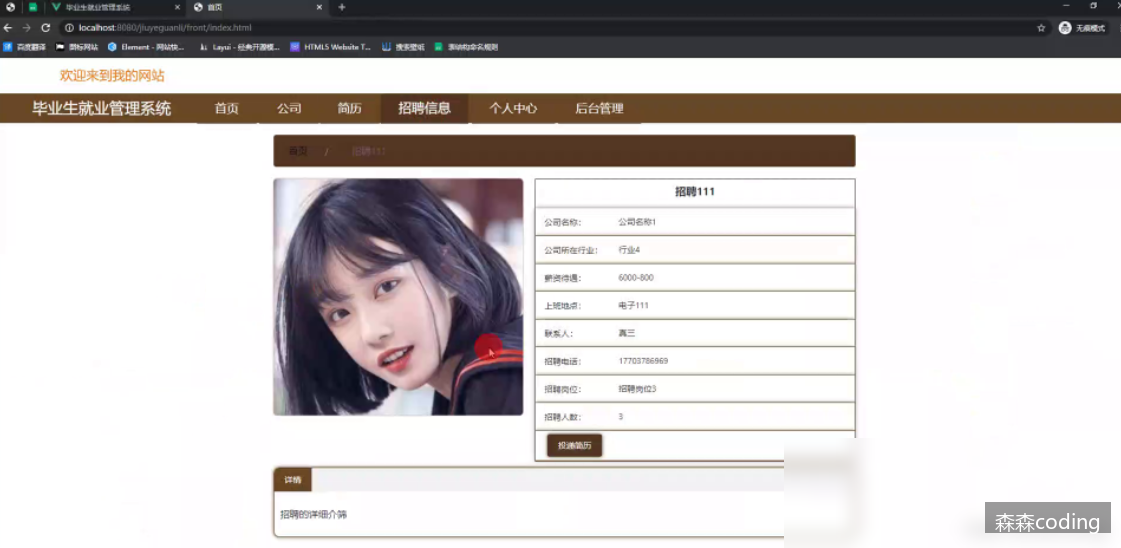 毕业生就业管理系统
首页
localhost:8080/jiuyeguanli/front/index.html
无痕模式
百度翻译 图标网站 Element - 网站快... Layui - 经典开源模... HTML5 Website T... 搜索壁纸
欢迎来到我的网站
毕业生就业管理系统 首页 公司 简历 招聘信息 个人中心 后台管理
首页 / 招聘111
招聘111
公司名称: 公司名称1
公司所在行业: 行业4
薪资待遇: 6000-800
上班地点: 电子111
联系人: 真三
招聘电话: 17703786969
招聘岗位: 招聘岗位3
招聘人数: 3
投递简历
详情
招聘的详细介绍
森森coding